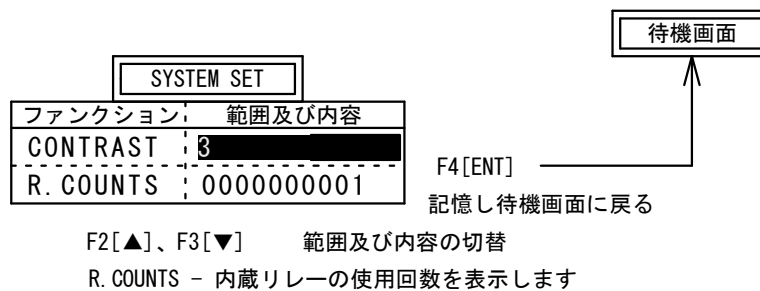 待機画面
SYSTEM SET
ファンクション 範囲及び内容
CONTRAST 3
R.COUNTS 0000000001
F4[ENT]
記憶し待機画面に戻る
F2[▲]、F3[▼] 範囲及び内容の切替
R.COUNTS － 内蔵リレーの使用回数を表示します